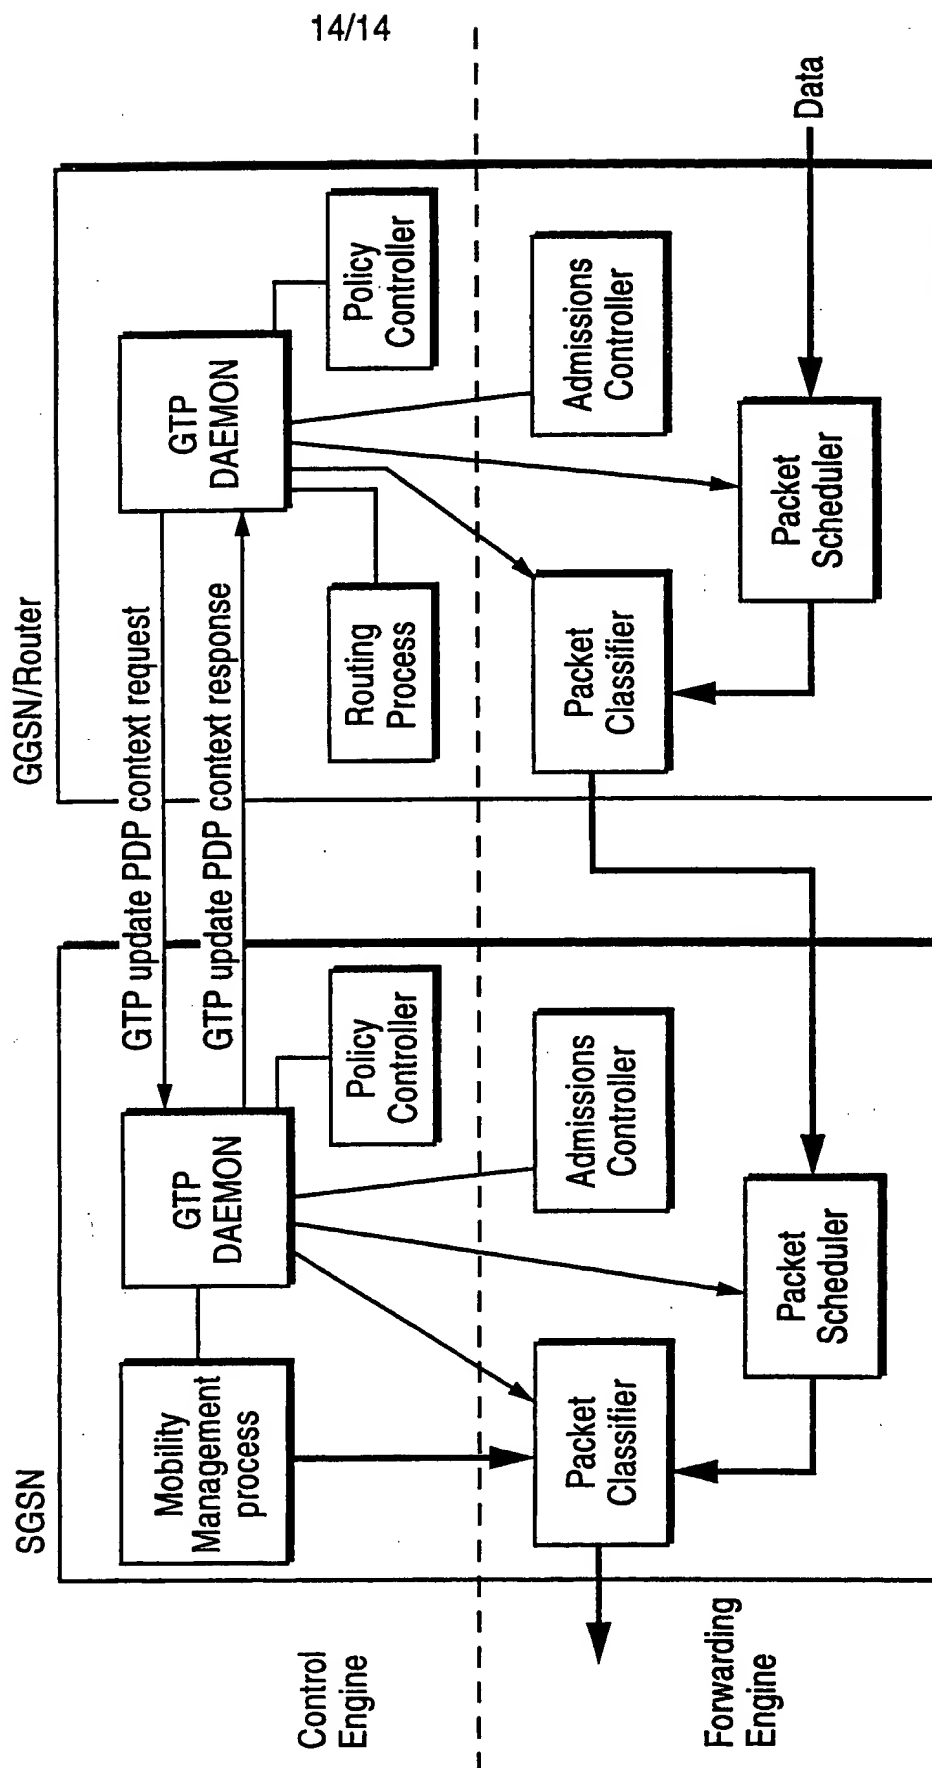 14/14
SGSN
GGSN/Router
Control
Engine
Mobility
Management
process
GTP
DAEMON
Policy
Controller
GTP update PDP context request
GTP update PDP context response
GTP
DAEMON
Routing
Process
Policy
Controller
Forwarding
Engine
Packet
Classifier
Admissions
Controller
Packet
Scheduler
Packet
Classifier
Admissions
Controller
Packet
Scheduler
Data